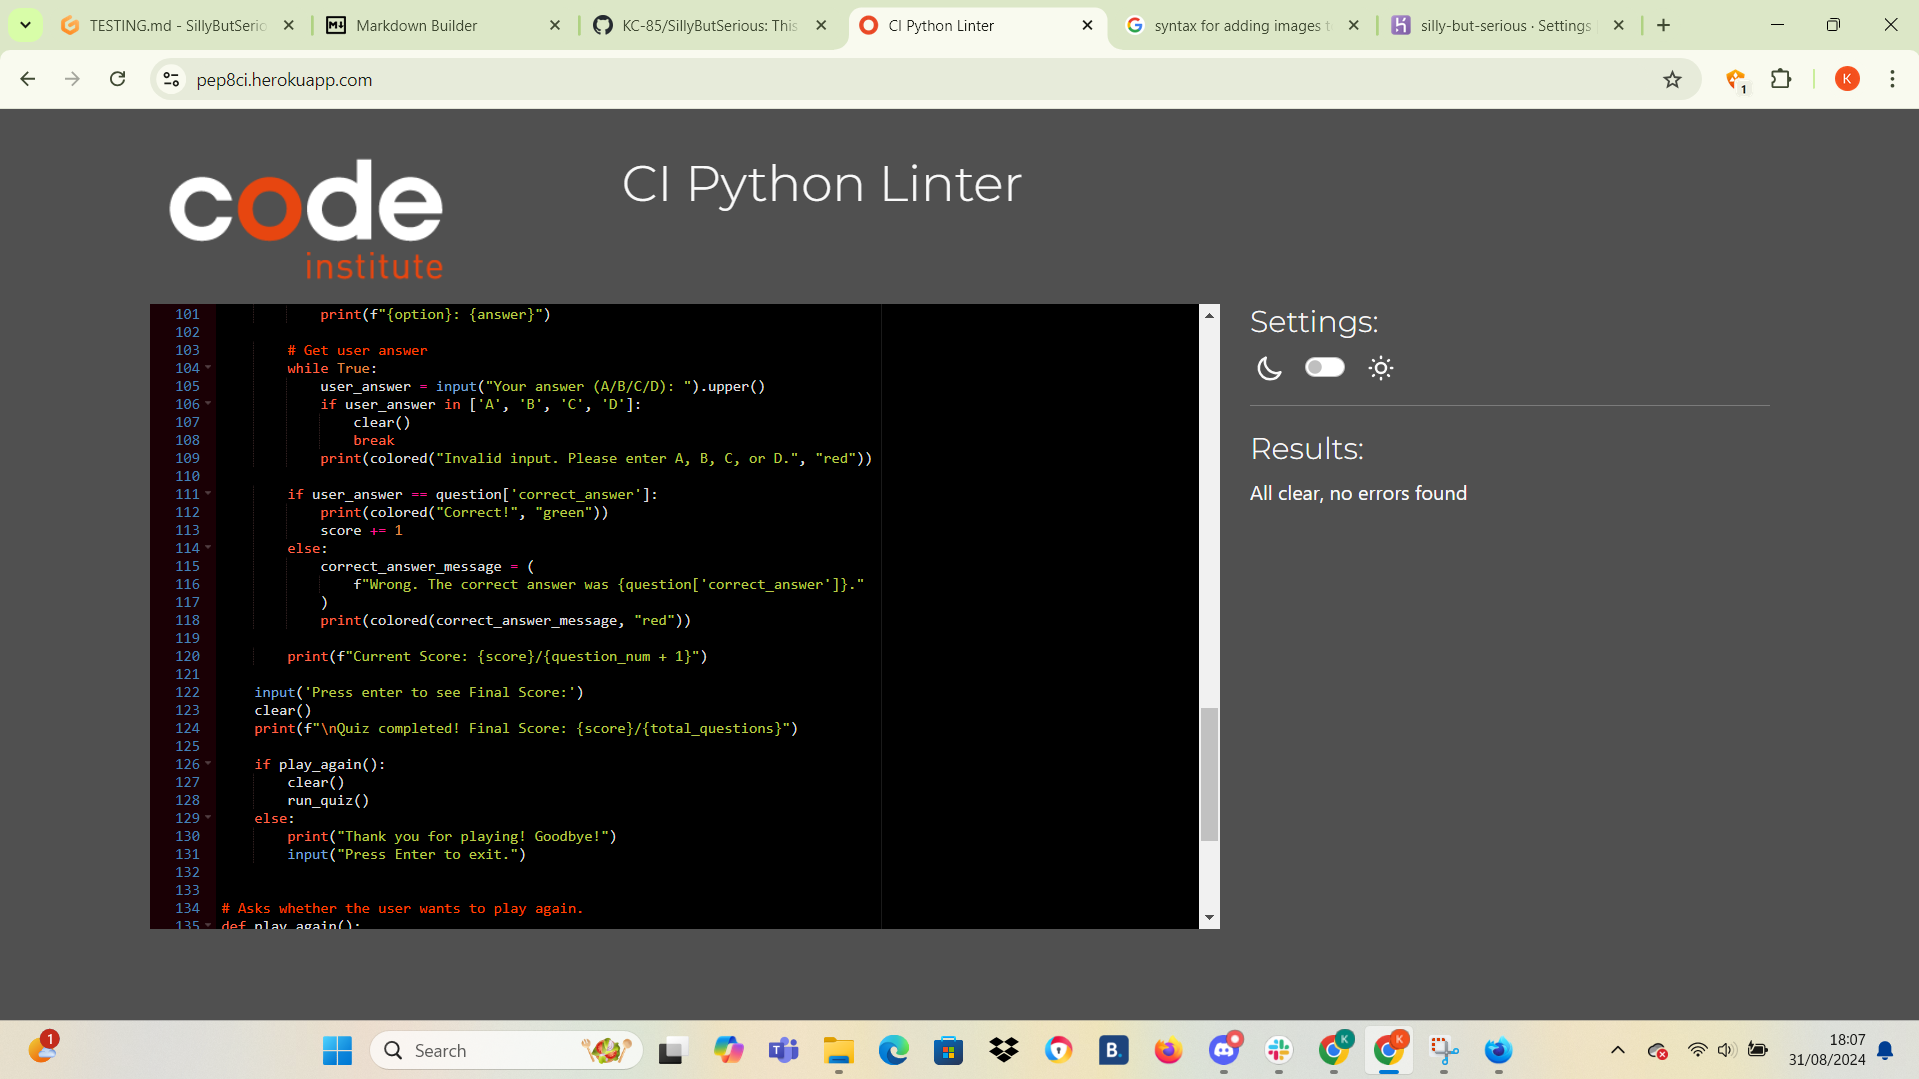 TESTING.md - SillyButSerio
Markdown Builder
KC-85/SillyButSerious: This
CI Python Linter
syntax for adding images t
silly-but-serious · Settings
pep8ci.herokuapp.com
1
K
code
institute
CI Python Linter
101 print(f"{option}: {answer}")
102
103 # Get user answer
104 while True:
105 user_answer = input("Your answer (A/B/C/D): ").upper()
106 if user_answer in ['A', 'B', 'C', 'D']:
107 clear()
108 break
109 print(colored("Invalid input. Please enter A, B, C, or D.", "red"))
110
111 if user_answer == question['correct_answer']:
112 print(colored("Correct!", "green"))
113 score += 1
114 else:
115 correct_answer_message = (
116 f"Wrong. The correct answer was {question['correct_answer']}."
117 )
118 print(colored(correct_answer_message, "red"))
119
120 print(f"Current Score: {score}/{question_num + 1}")
121
122 input('Press enter to see Final Score:')
123 clear()
124 print(f"\nQuiz completed! Final Score: {score}/{total_questions}")
125
126 if play_again():
127 clear()
128 run_quiz()
129 else:
130 print("Thank you for playing! Goodbye!")
131 input("Press Enter to exit.")
132
133
134 # Asks whether the user wants to play again.
135 def play_again():
Settings:
Results:
All clear, no errors found
1
Search
B.
K
K
18:07
31/08/2024